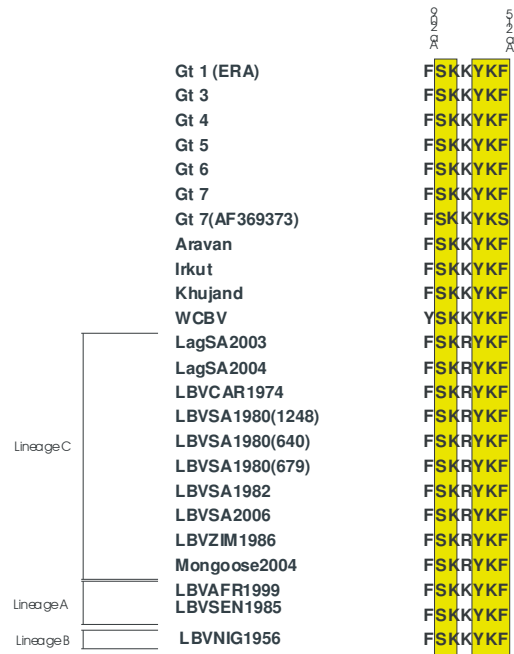 Aa209 Aa215
Gt 1 (ERA) FSKKYKF
Gt 3 FSKKYKF
Gt 4 FSKKYKF
Gt 5 FSKKYKF
Gt 6 FSKKYKF
Gt 7 FSKKYKF
Gt 7(AF369373) FSKKYKS
Aravan FSKKYKF
Irkut FSKKYKF
Khujand FSKKYKF
WCBV YSKKYKF
LagSA2003 FSKRYKF
LagSA2004 FSKRYKF
LBVCAR1974 FSKRYKF
LBVSA1980(1248) FSKRYKF
Lineage C LBVSA1980(640) FSKRYKF
LBVSA1980(679) FSKRYKF
LBVSA1982 FSKRYKF
LBVSA2006 FSKRYKF
LBVZIM1986 FSKRYKF
Mongoose2004 FSKRYKF
LBVAFR1999 FSKKYKF
Lineage A LBVSEN1985 FSKKYKF
Lineage B LBVNIG1956 FSKKYKF